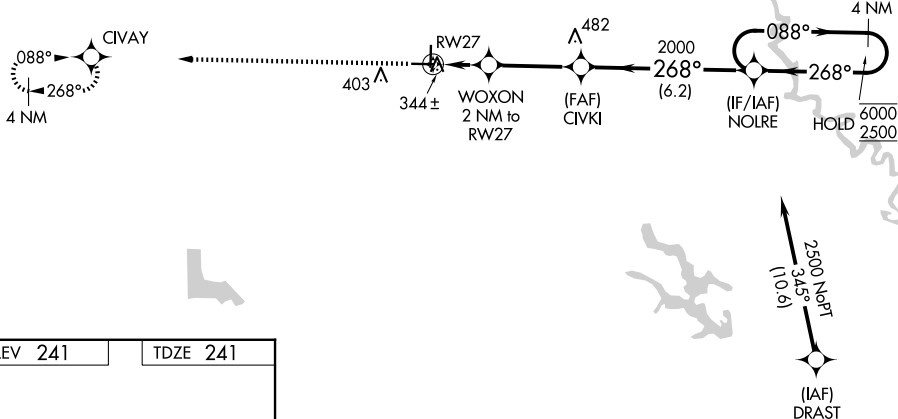 4 NM
482
088°
CIVAY
088°
RW27
2000
268°
268°
(6.2)
268°
403
4 NM
344 ±
WOXON
2 NM to
RW27
(FAF)
CIVKI
(IF/IAF)
NOLRE
HOLD
6000
2500
2500 NoPT
345°
(10.6)
EV 241
TDZE 241
(IAF)
DRAST